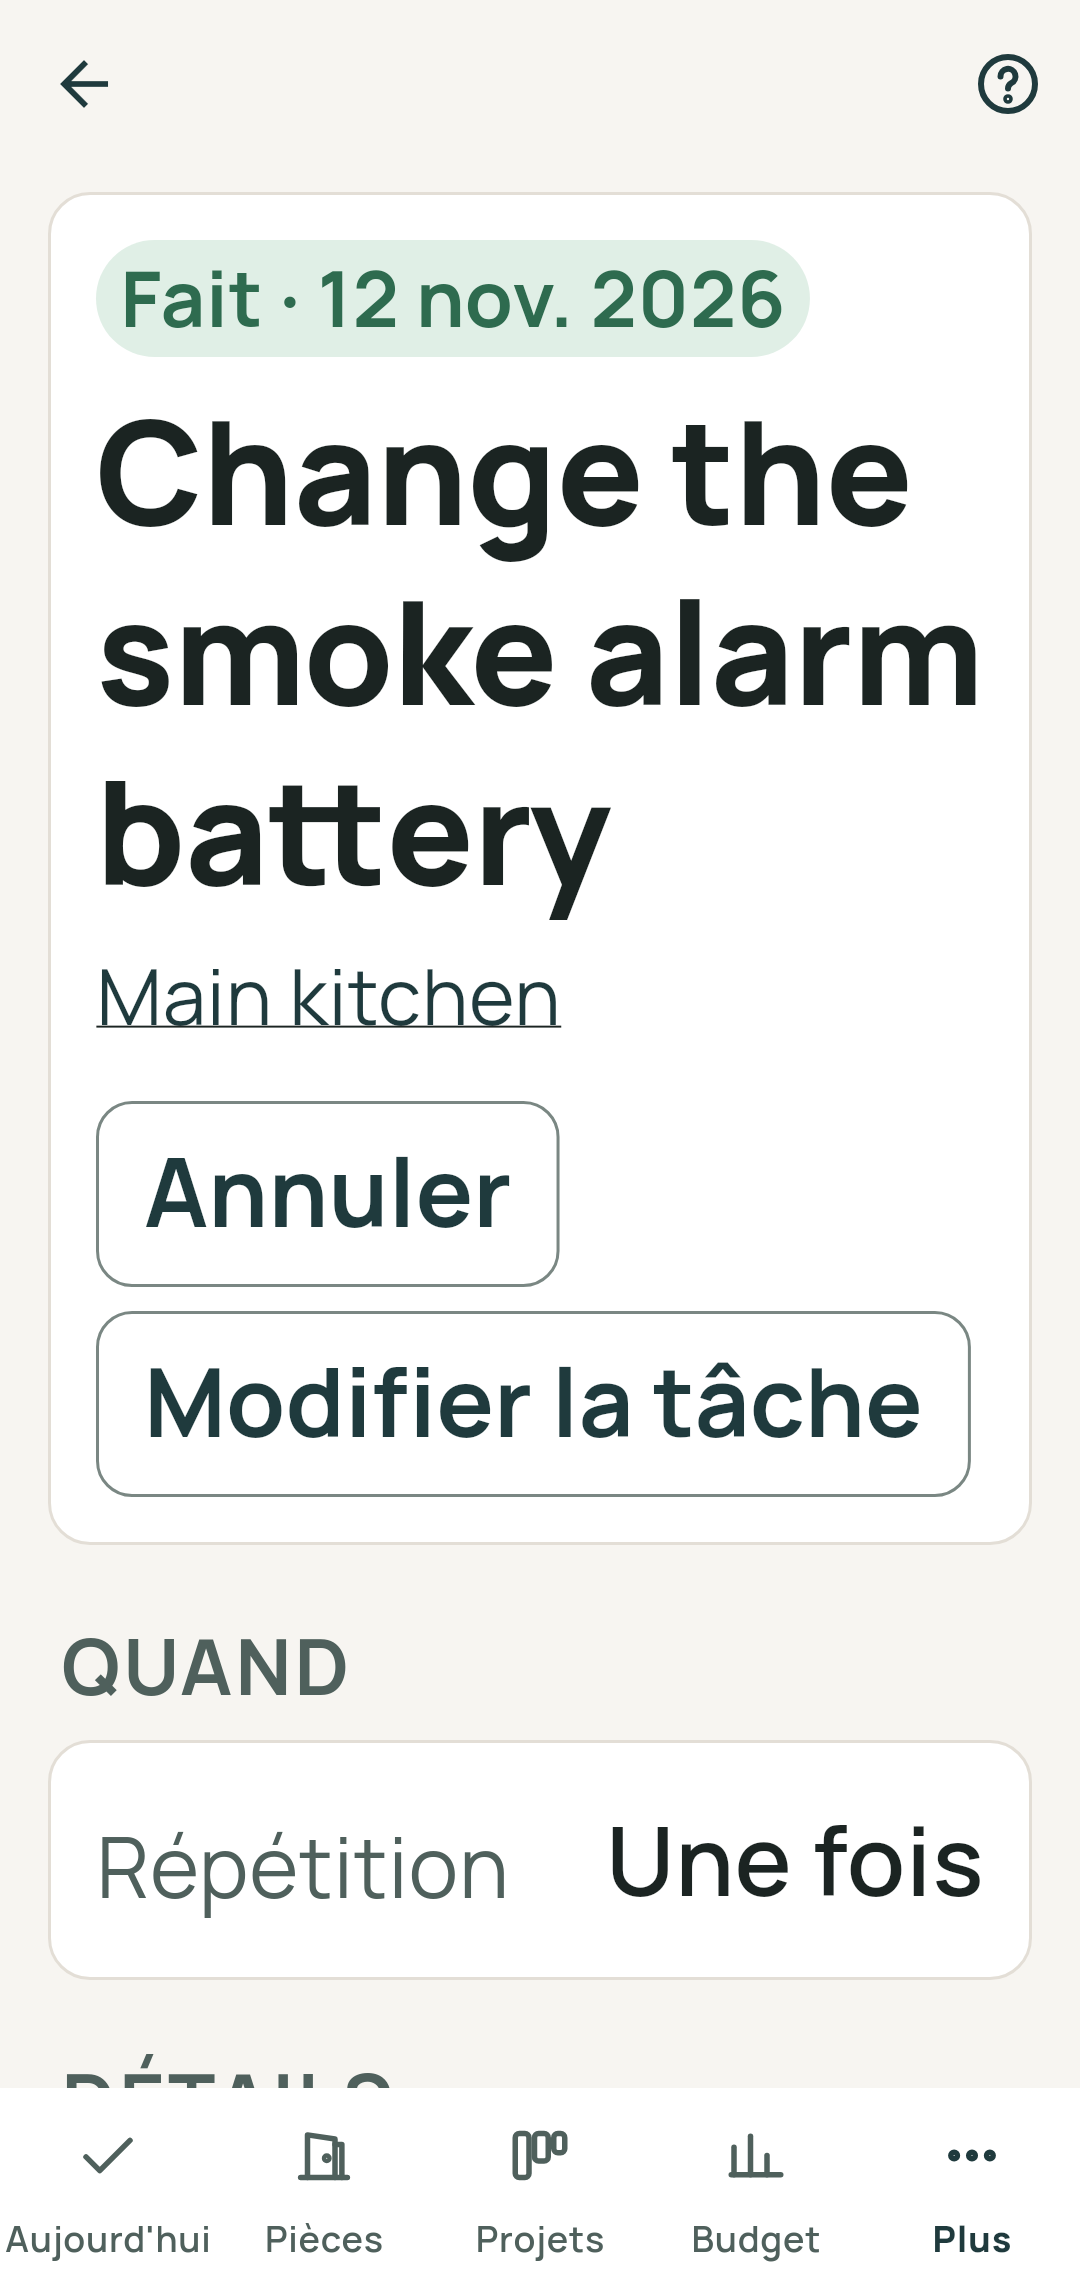 Fait · 12 nov. 2026
Change the
smoke alarm
battery
Main kitchen
Annuler
Modifier la tâche
QUAND
Répétition Une fois
DÉTAILS
Aujourd'hui Pièces Projets Budget Plus